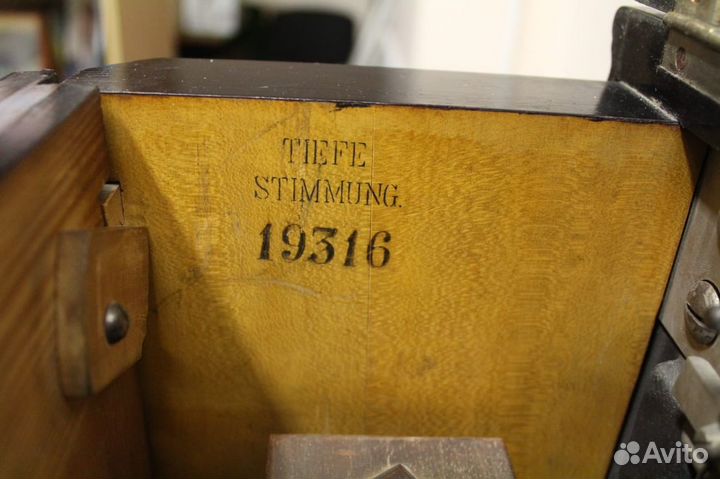 TIEFE
STIMMUNG.
19316
Avito